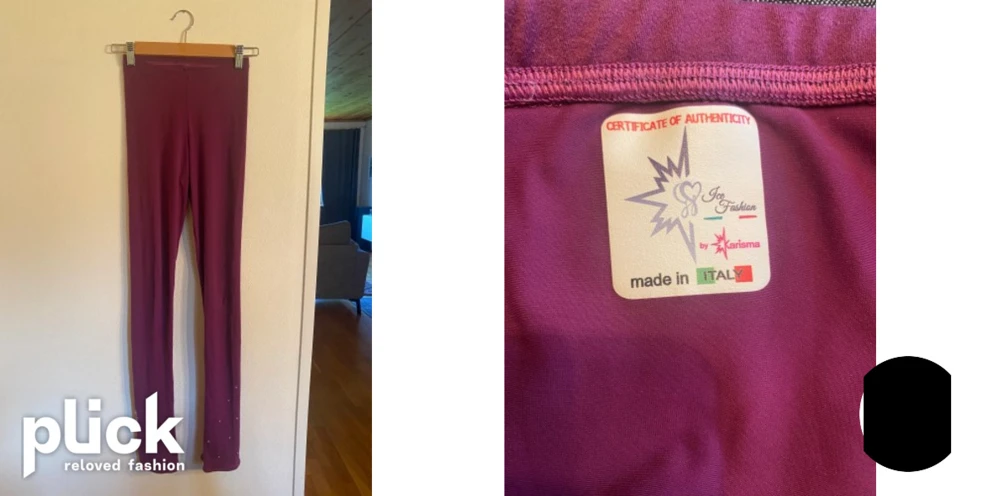 plick
reloved fashion
CERTIFICATE OF AUTHENTICITY
Ice
Fashion
by Karisma
made in ITALY